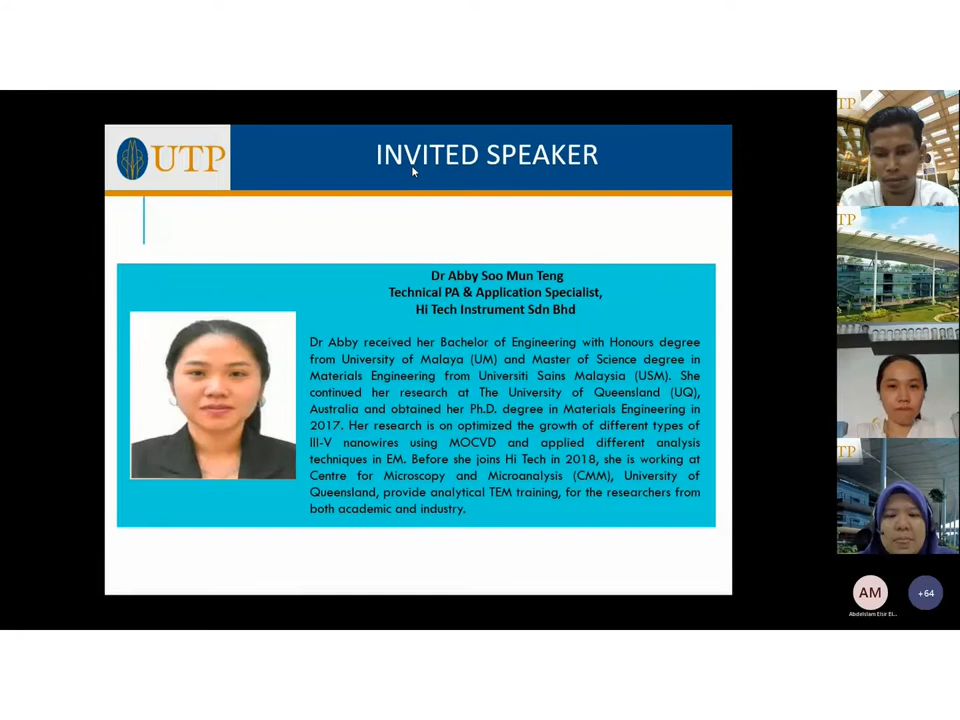 UTP
INVITED SPEAKER
Dr Abby Soo Mun Teng
Technical PA & Application Specialist,
Hi Tech Instrument Sdn Bhd
Dr Abby received her Bachelor of Engineering with Honours degree
from University of Malaya (UM) and Master of Science degree in
Materials Engineering from Universiti Sains Malaysia (USM). She
continued her research at The University of Queensland (UQ),
Australia and obtained her Ph.D. degree in Materials Engineering in
2017. Her research is on optimized the growth of different types of
III-V nanowires using MOCVD and applied different analysis
techniques in EM. Before she joins Hi Tech in 2018, she is working at
Centre for Microscopy and Microanalysis (CMM), University of
Queensland, provide analytical TEM training, for the researchers from
both academic and industry.
TP
TP
TP
AM
+64
Abdelslam Elsir El...